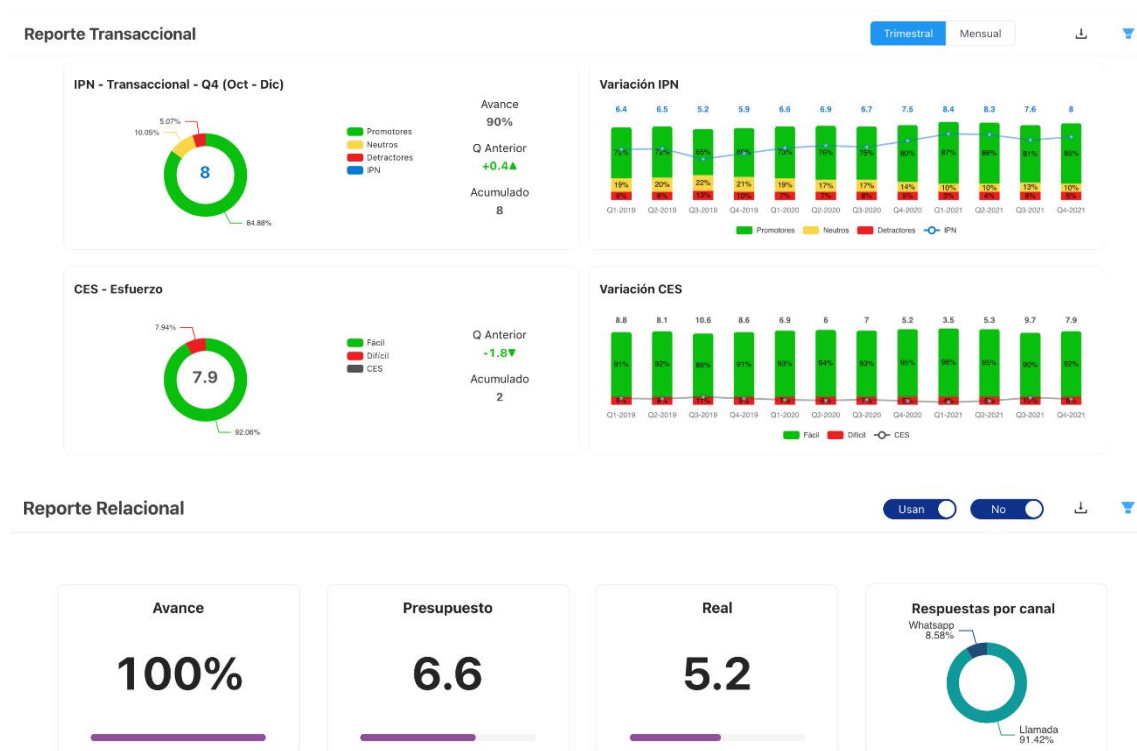 Reporte Transaccional
Trimestral Mensual
IPN - Transaccional - Q4 (Oct - Dic)
5.07%
10.05%
8
84.88%
Promotores
Neutros
Detractores
IPN
Avance
90%
Q Anterior
+0.4▲
Acumulado
8
Variación IPN
6.4 6.5 5.2 5.9 6.6 6.9 6.7 7.5 8.4 8.3 7.6 8
72% 73% 76% 75% 80% 87% 88% 81% 85%
19% 20% 22% 21% 19% 17% 17% 14% 10% 10% 13% 10%
Q1-2019 Q2-2019 Q3-2019 Q4-2019 Q1-2020 Q2-2020 Q3-2020 Q4-2020 Q1-2021 Q2-2021 Q3-2021 Q4-2021
Promotores Neutros Detractores IPN
CES - Esfuerzo
7.94%
7.9
92.06%
Fácil
Difícil
CES
Q Anterior
-1.8▼
Acumulado
2
Variación CES
8.8 8.1 10.6 8.6 6.9 6 7 5.2 3.5 5.3 9.7 7.9
91% 92% 89% 91% 93% 94% 93% 95% 96% 95% 90% 92%
Q1-2019 Q2-2019 Q3-2019 Q4-2019 Q1-2020 Q2-2020 Q3-2020 Q4-2020 Q1-2021 Q2-2021 Q3-2021 Q4-2021
Fácil Difícil CES
Reporte Relacional
Usan No
Avance
100%
Presupuesto
6.6
Real
5.2
Respuestas por canal
Whatsapp
8.58%
Llamada
91.42%